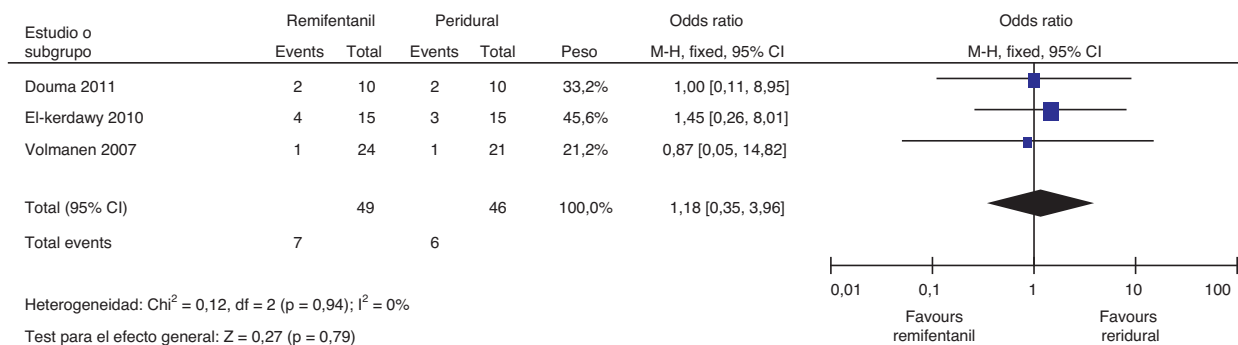 Remifentanil Peridural Odds ratio Odds ratio
Estudio o
subgrupo Events Total Events Total Peso M-H, fixed, 95% CI M-H, fixed, 95% CI
Douma 2011 2 10 2 10 33,2% 1,00 [0,11, 8,95]
El-kerdawy 2010 4 15 3 15 45,6% 1,45 [0,26, 8,01]
Volmanen 2007 1 24 1 21 21,2% 0,87 [0,05, 14,82]
Total (95% CI) 49 46 100,0% 1,18 [0,35, 3,96]
Total events 7 6
0,01 0,1 1 10 100
Heterogeneidad: Chi² = 0,12, df = 2 (p = 0,94); I² = 0%
Favours Favours
remifentanil reridural
Test para el efecto general: Z = 0,27 (p = 0,79)